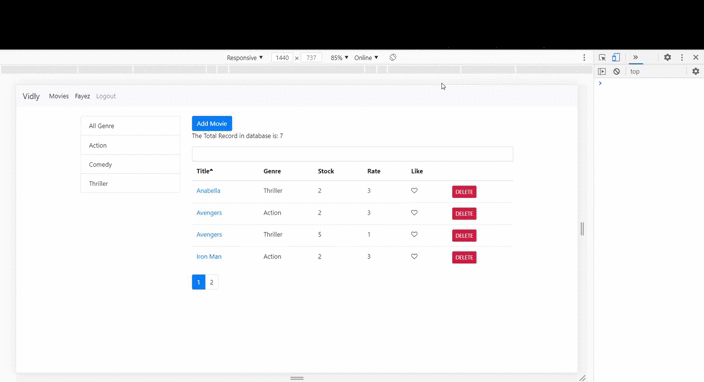 Responsive ▼ 1440 × 737 85% ▼ Online ▼
top
Vidly Movies Fayez Logout
All Genre
Action
Comedy
Thriller
Add Movie
The Total Record in database is: 7
Title Genre Stock Rate Like
Anabella Thriller 2 3 DELETE
Avengers Action 2 3 DELETE
Avengers Thriller 5 1 DELETE
Iron Man Action 2 3 DELETE
1 2